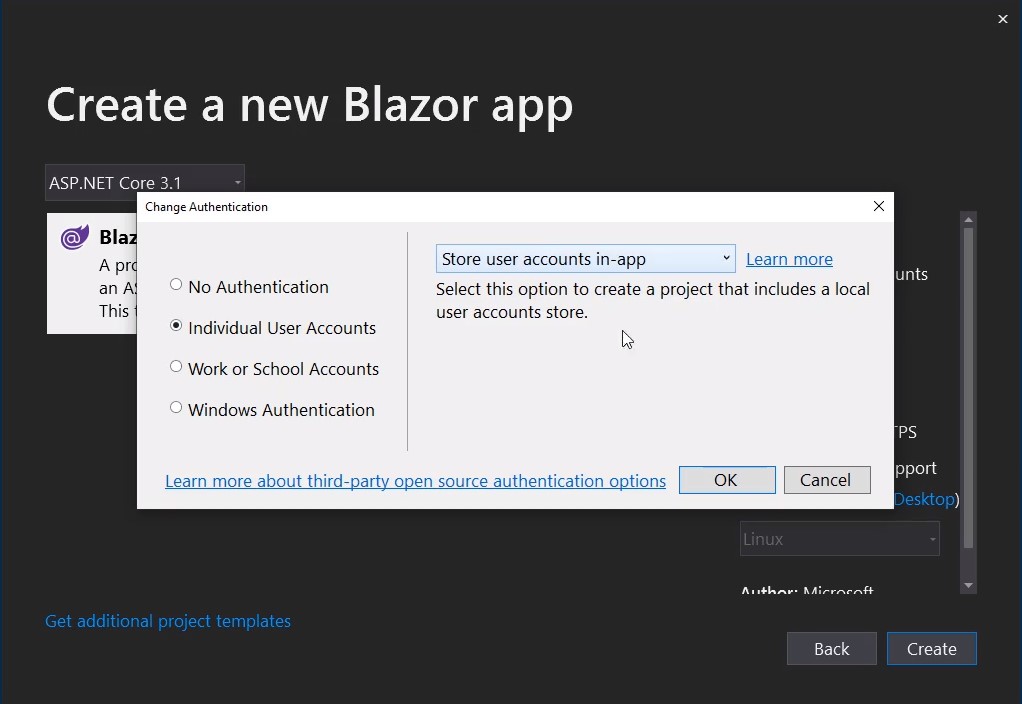 Create a new Blazor app
ASP.NET Core 3.1
Change Authentication
Blaz
A pro
an AS
This t
No Authentication
Individual User Accounts
Work or School Accounts
Windows Authentication
Store user accounts in-app
Learn more
Select this option to create a project that includes a local
user accounts store.
Learn more about third-party open source authentication options
OK
Cancel
unts
TPS
pport
Desktop)
Linux
Author: Microsoft
Get additional project templates
Back
Create